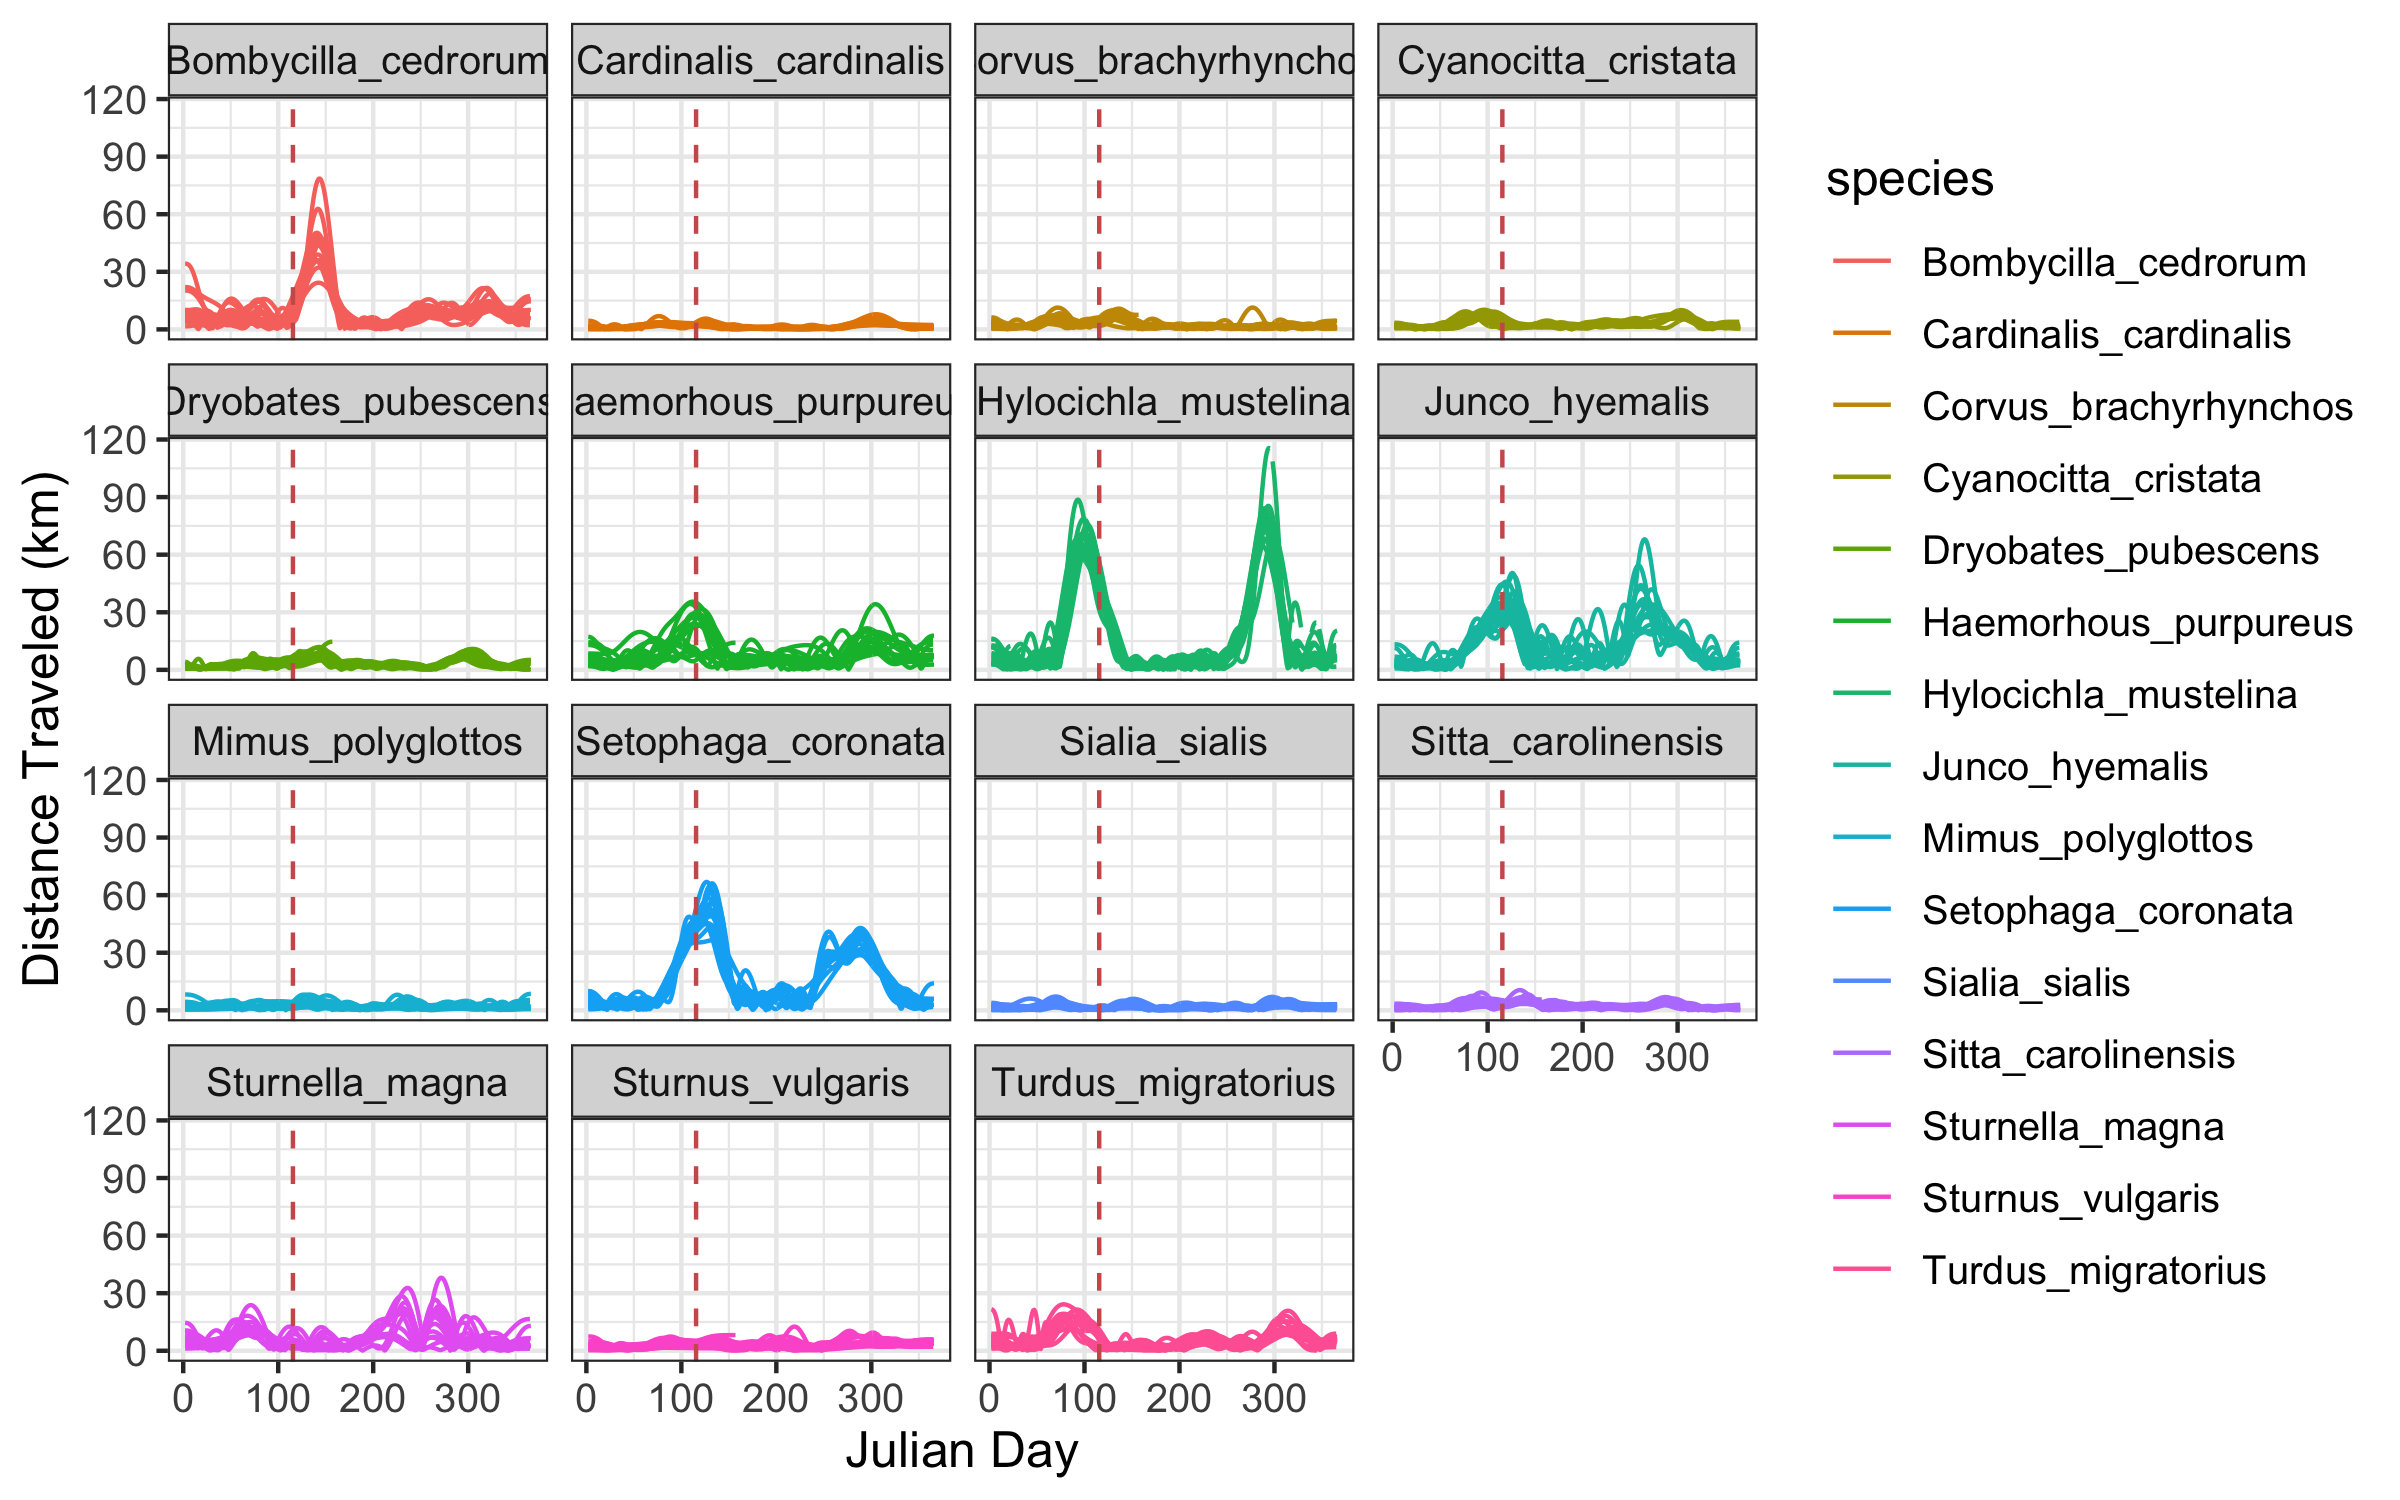 Bombycilla_cedrorum
Cardinalis_cardinalis
orvus_brachyrhyncho
Cyanocitta_cristata
120
90
60
30
0
Dryobates_pubescens
aemorhous_purpureu
Hylocichla_mustelina
Junco_hyemalis
120
90
60
30
0
Mimus_polyglottos
Setophaga_coronata
Sialia_sialis
Sitta_carolinensis
120
90
60
30
0
0 100 200 300
Sturnella_magna
Sturnus_vulgaris
Turdus_migratorius
120
90
60
30
0
0 100 200 300
0 100 200 300
0 100 200 300
Julian Day
Distance Traveled (km)
species
Bombycilla_cedrorum
Cardinalis_cardinalis
Corvus_brachyrhynchos
Cyanocitta_cristata
Dryobates_pubescens
Haemorhous_purpureus
Hylocichla_mustelina
Junco_hyemalis
Mimus_polyglottos
Setophaga_coronata
Sialia_sialis
Sitta_carolinensis
Sturnella_magna
Sturnus_vulgaris
Turdus_migratorius